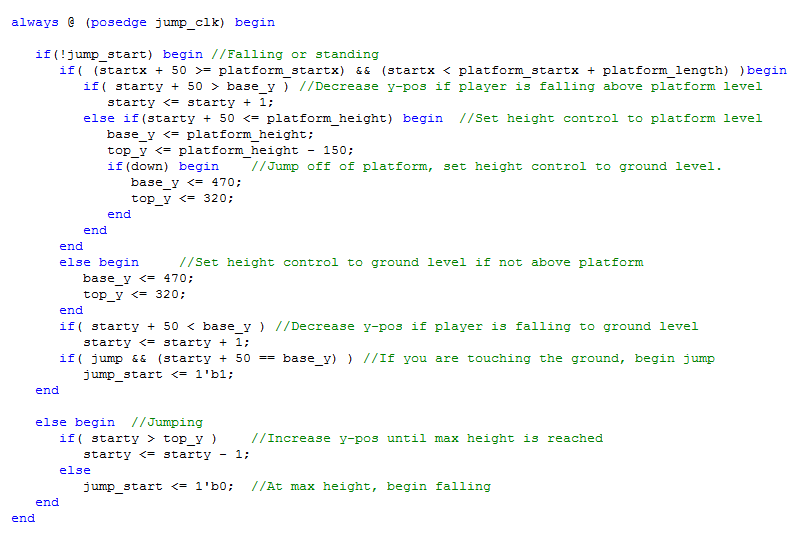 always @ (posedge jump_clk) begin
if(!jump_start) begin //Falling or standing
if( (startx + 50 >= platform_startx) && (startx < platform_startx + platform_length) )begin
if( starty + 50 > base_y ) //Decrease y-pos if player is falling above platform level
starty <= starty + 1;
else if(starty + 50 <= platform_height) begin //Set height control to platform level
base_y <= platform_height;
top_y <= platform_height - 150;
if(down) begin //Jump off of platform, set height control to ground level.
base_y <= 470;
top_y <= 320;
end
end
end
else begin //Set height control to ground level if not above platform
base_y <= 470;
top_y <= 320;
end
if( starty + 50 < base_y ) //Decrease y-pos if player is falling to ground level
starty <= starty + 1;
if( jump && (starty + 50 == base_y) ) //If you are touching the ground, begin jump
jump_start <= 1'b1;
end
else begin //Jumping
if( starty > top_y ) //Increase y-pos until max height is reached
starty <= starty - 1;
else
jump_start <= 1'b0; //At max height, begin falling
end
end